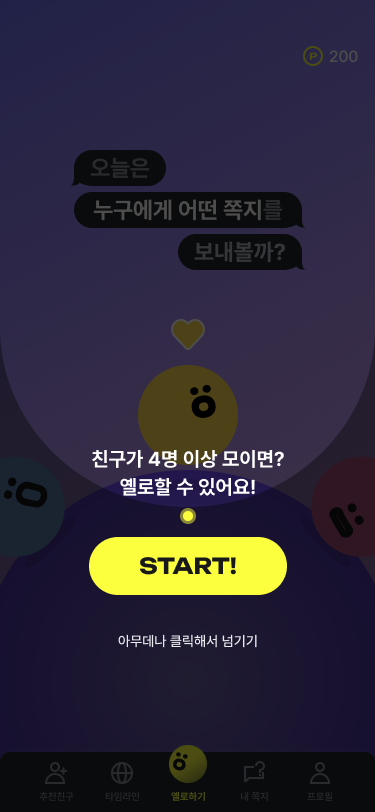 P 200
오늘은
누구에게 어떤 쪽지를
보내볼까?
친구가 4명 이상 모이면?
옐로할 수 있어요!
START!
아무데나 클릭해서 넘기기
추천친구 타임라인 옐로하기 내 쪽지 프로필